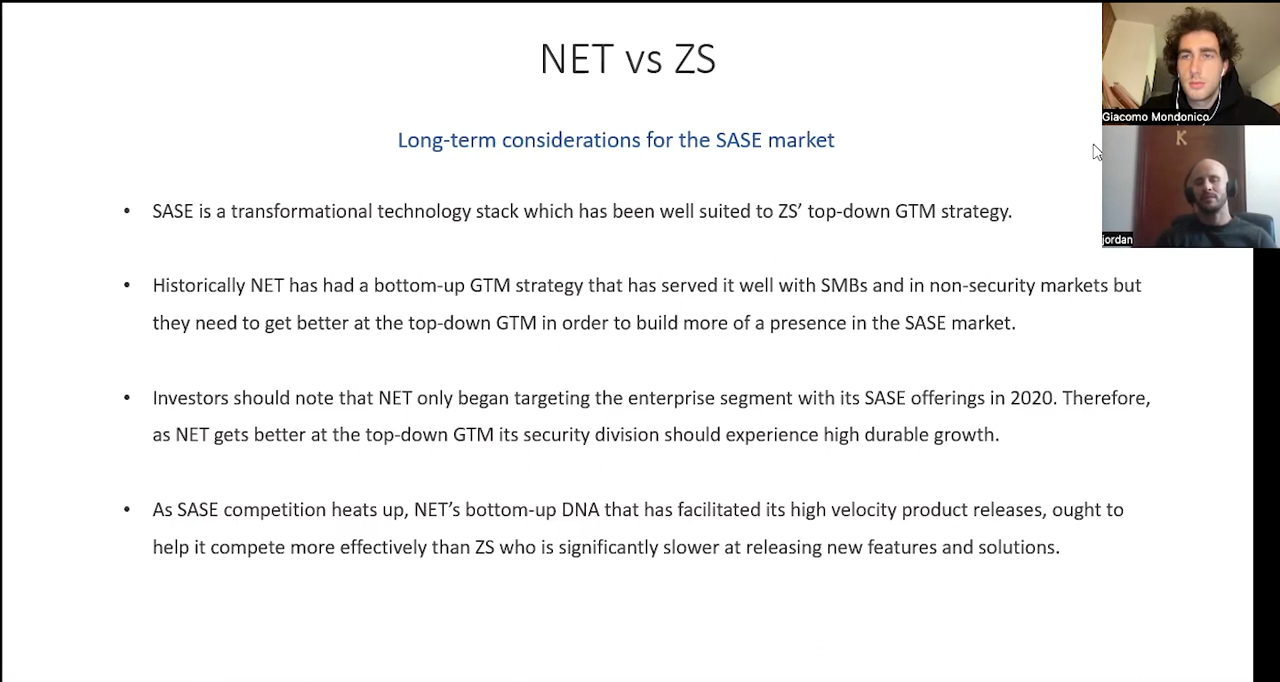 NET vs ZS
Giacomo Mondonico
Long-term considerations for the SASE market
K
jordan
• SASE is a transformational technology stack which has been well suited to ZS’ top-down GTM strategy.
• Historically NET has had a bottom-up GTM strategy that has served it well with SMBs and in non-security markets but
they need to get better at the top-down GTM in order to build more of a presence in the SASE market.
• Investors should note that NET only began targeting the enterprise segment with its SASE offerings in 2020. Therefore,
as NET gets better at the top-down GTM its security division should experience high durable growth.
• As SASE competition heats up, NET’s bottom-up DNA that has facilitated its high velocity product releases, ought to
help it compete more effectively than ZS who is significantly slower at releasing new features and solutions.